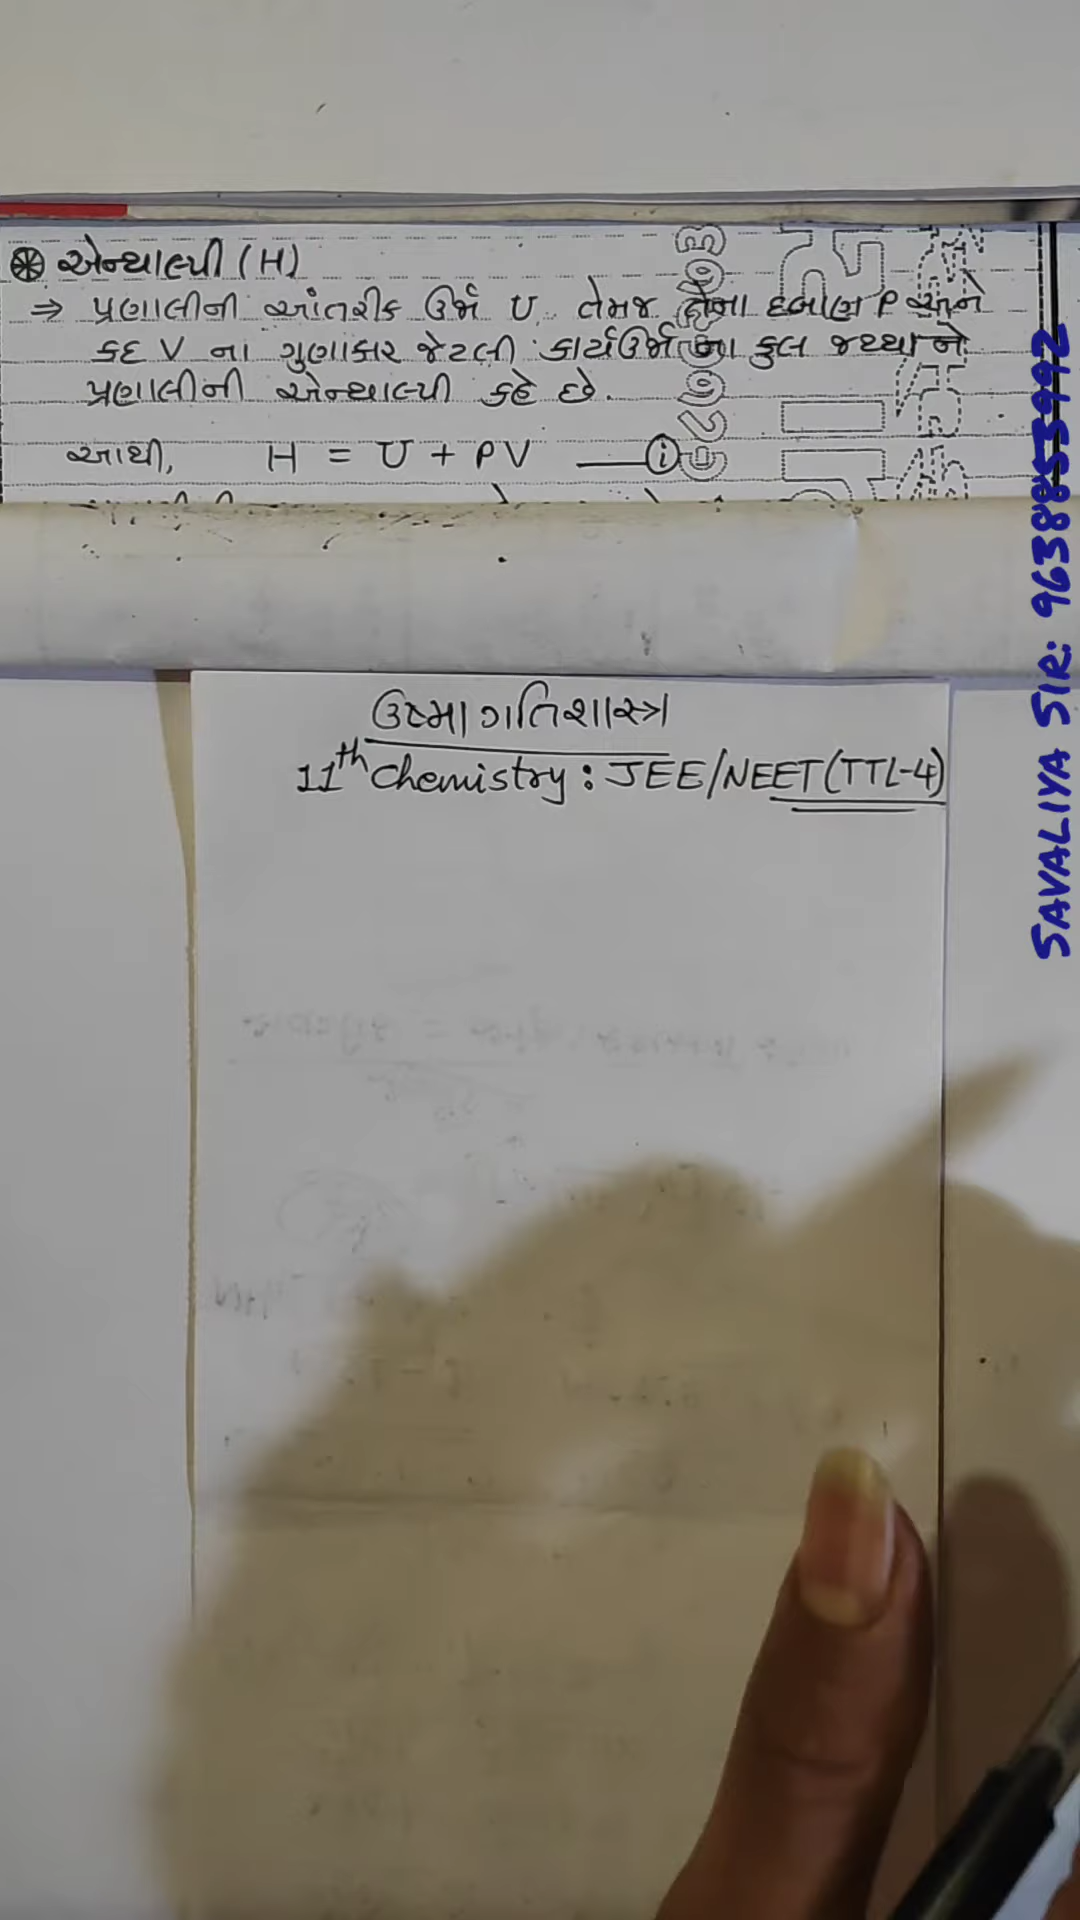 એન્થાલ્પી (H)
⇒ પ્રણાલીની આંતરીક ઉર્જા U તેમજ તેના દબાણ P અને
કદ V ના ગુણાકાર જેટલી કાર્યઉર્જા ના કુલ જથ્થાને
પ્રણાલીની એન્થાલ્પી કહે છે.
આથી, H = U + PV —— (i)
ઉષ્માગતિશાસ્ત્ર
11th Chemistry: JEE/NEET(TTL-4)
SAVALIYA SIR: 9638853992